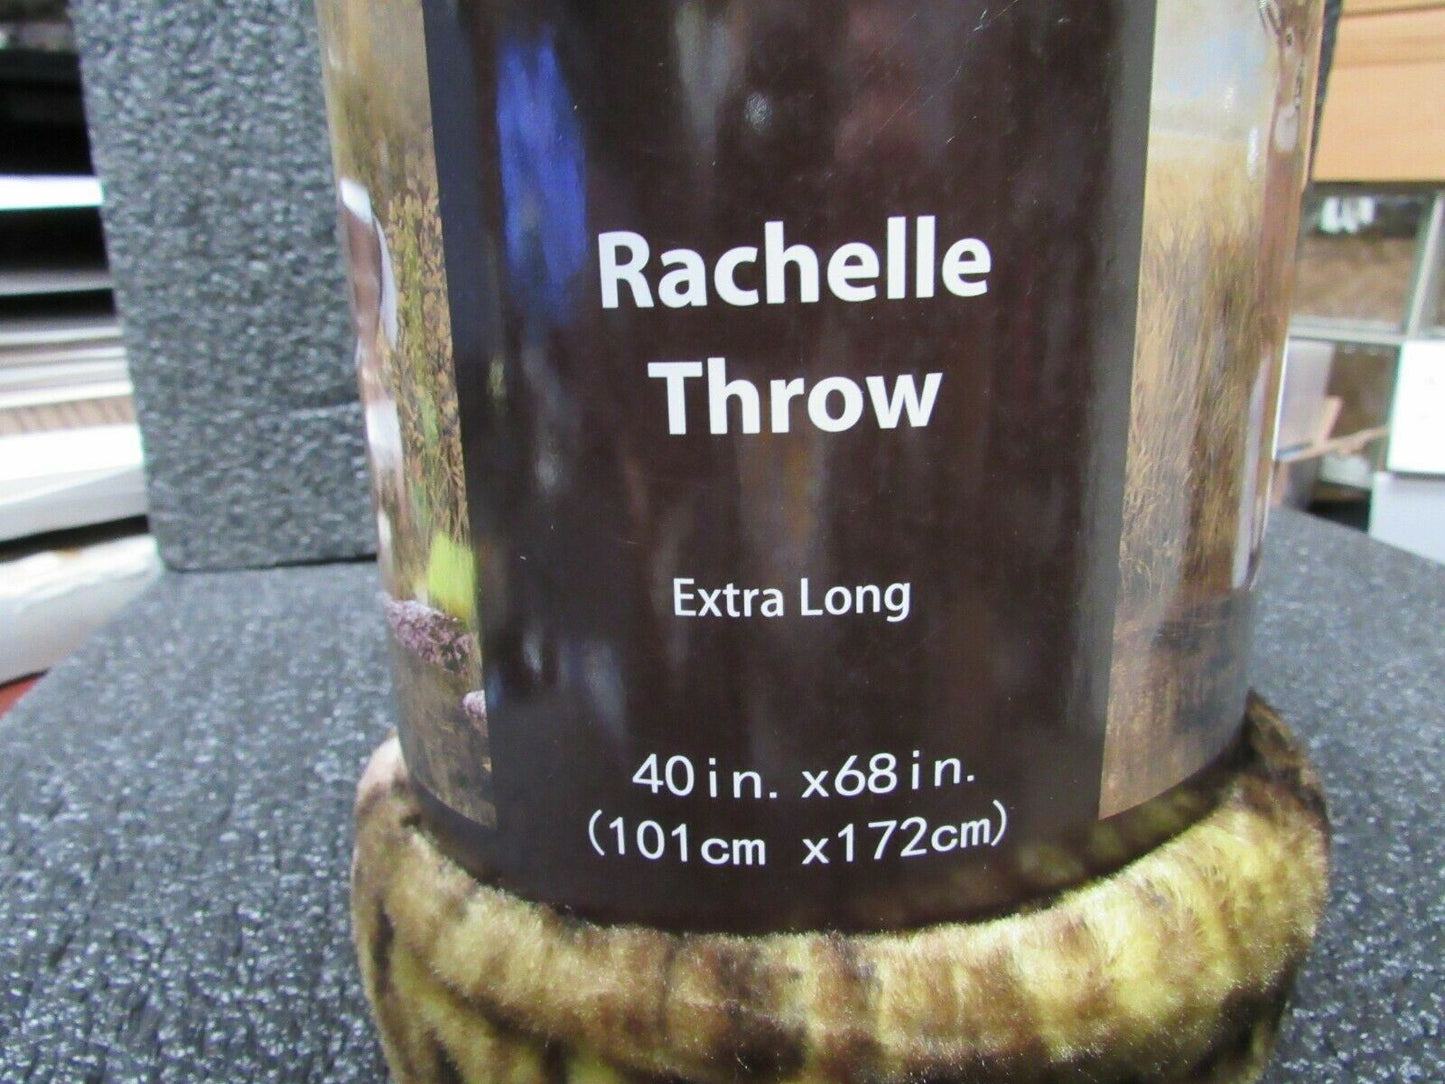 Rachelle
Throw
Extra Long
40in. x68in.
(101cm x172cm)